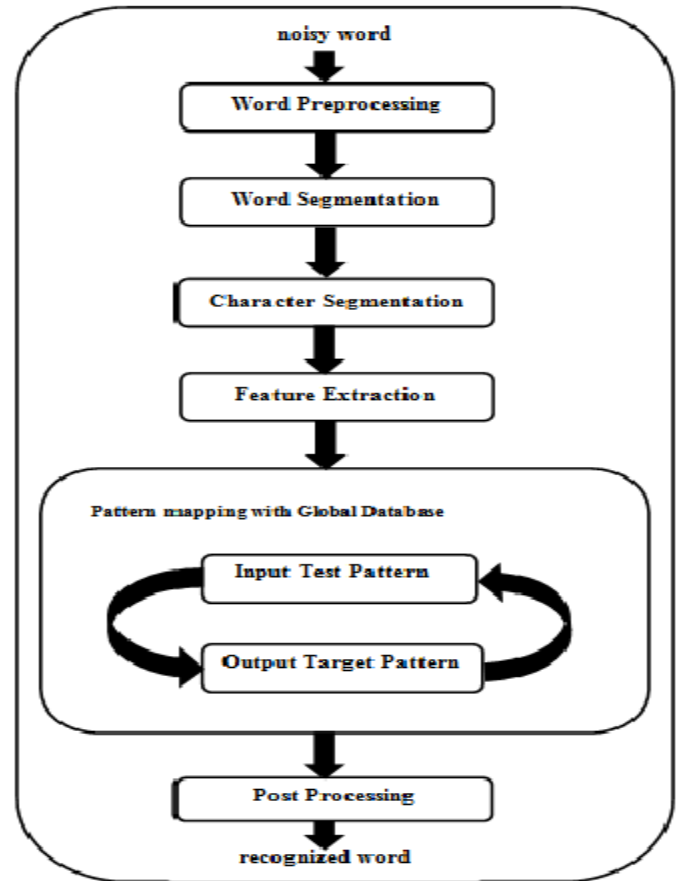 noisy word
Word Preprocessing
Word Segmentation
Character Segmentation
Feature Extraction
Pattern mapping with Global Database
Input Test Pattern
Output Target Pattern
Post Processing
recognized word